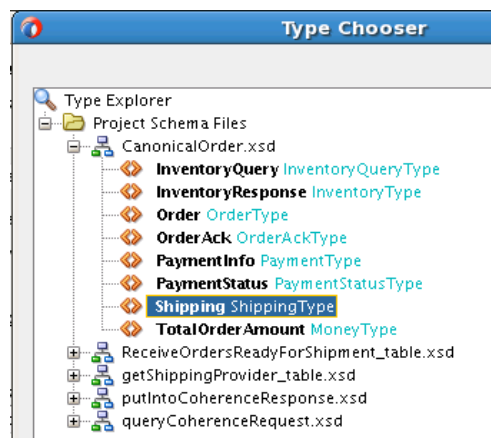 Type Chooser
Type Explorer
Project Schema Files
CanonicalOrder.xsd
InventoryQuery InventoryQueryType
InventoryResponse InventoryType
Order OrderType
OrderAck OrderAckType
PaymentInfo PaymentType
PaymentStatus PaymentStatusType
Shipping ShippingType
TotalOrderAmount MoneyType
ReceiveOrdersReadyForShipment_table.xsd
getShippingProvider_table.xsd
putIntoCoherenceResponse.xsd
queryCoherenceRequest.xsd